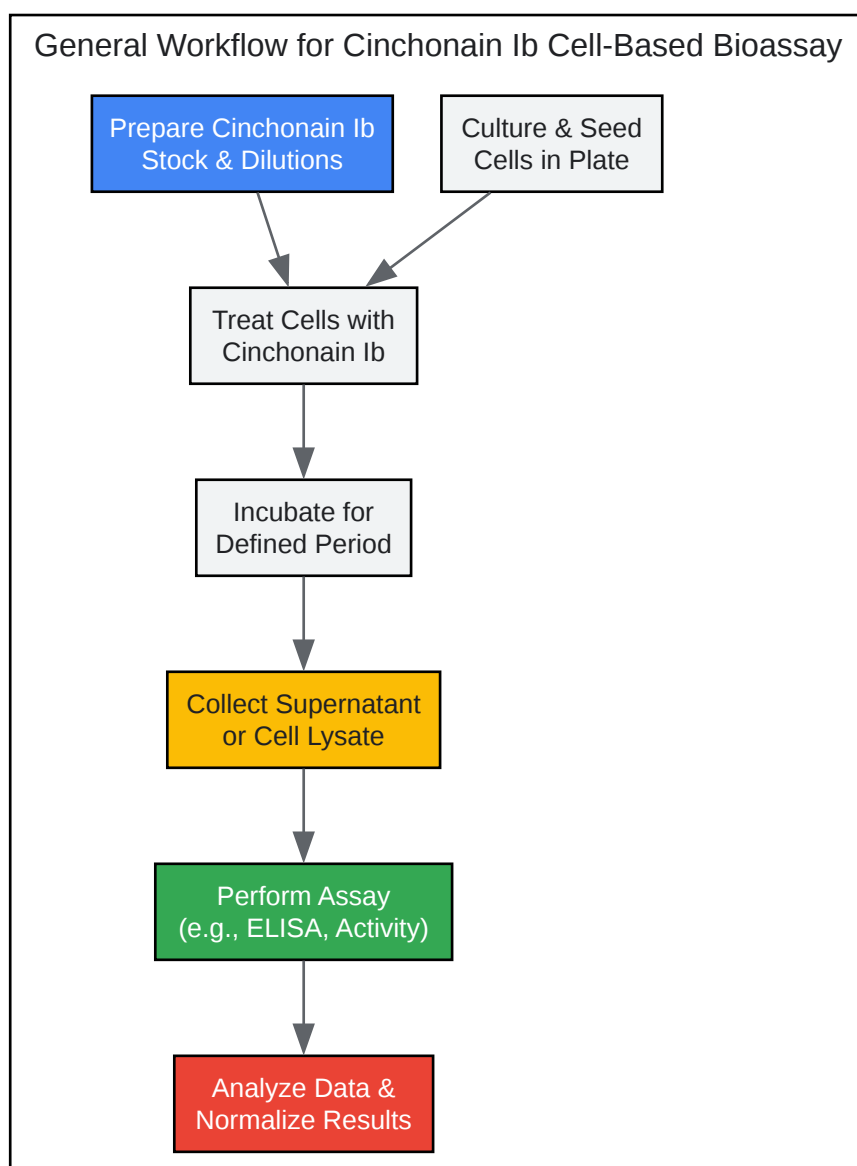 General Workflow for Cinchonain Ib Cell-Based Bioassay
Prepare Cinchonain Ib
Stock & Dilutions
Culture & Seed
Cells in Plate
Treat Cells with
Cinchonain Ib
Incubate for
Defined Period
Collect Supernatant
or Cell Lysate
Perform Assay
(e.g., ELISA, Activity)
Analyze Data &
Normalize Results